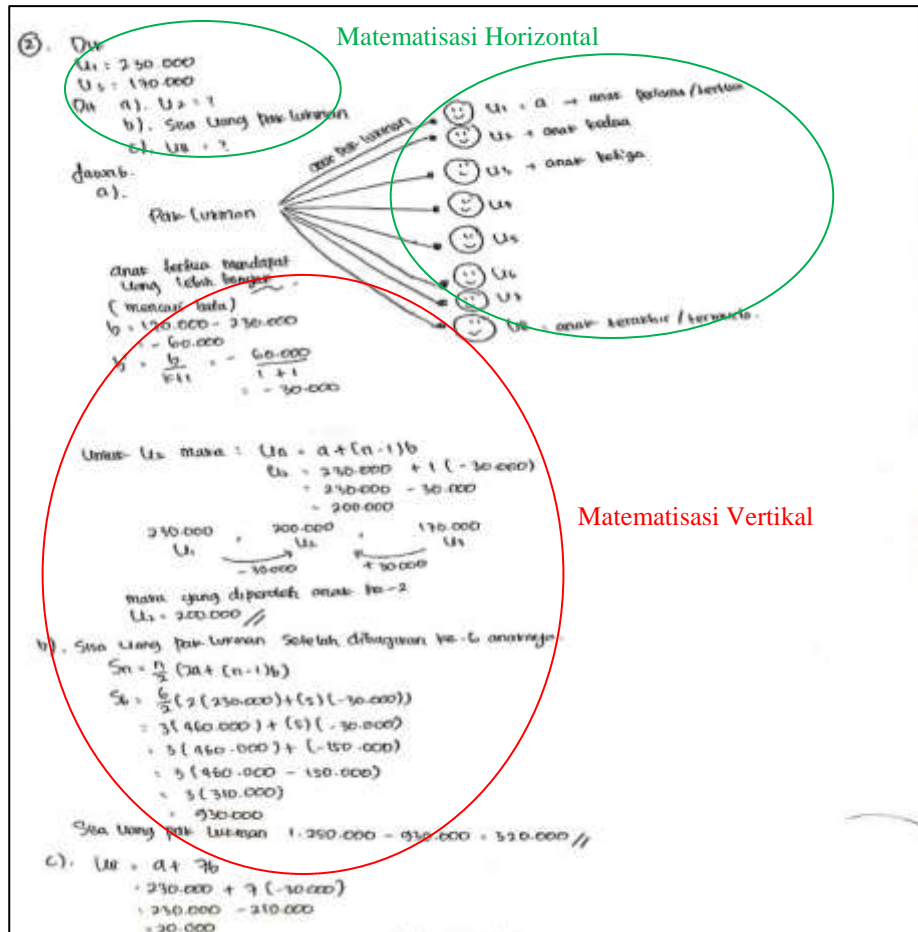 Matematisasi Horizontal
②. Dit
U₁ = 230.000
U₃ = 170.000
Dit a). U₂ = ?
b). Sisa uang pak lukman
c). U₈ = ?
Jawab.
a).
Pak Lukman
anak pak lukman
U₁ = a → anak pertama/tertua
U₂ → anak kedua
U₃ → anak ketiga
U₄
U₅
U₆
U₇
U₈ = anak terakhir/termuda.
anak tertua mendapat
uang lebih banyak
(mencari beda)
b = 170.000 - 230.000
= - 60.000
b' = b/k+1 = - 60.000/1+1
= - 30.000
Untuk U₂ maka : Un = a + (n-1)b
U₂ = 230.000 + 1 (-30.000)
= 230.000 - 30.000
= 200.000
Matematisasi Vertikal
230.000 , 200.000 , 170.000
U₁ U₂ U₃
-30000 +30000
maka yang diperoleh anak ke-2
U₂ = 200.000 //
b). Sisa uang pak lukman setelah dibagikan ke-6 anaknya.
Sn = n/2 (2a + (n-1)b)
S₆ = 6/2 (2(230.000) + (5)(-30.000))
= 3(460.000) + (5)(-30.000)
= 3(460.000) + (-150.000)
= 3(460.000 - 150.000)
= 3(310.000)
= 930.000
Sisa uang pak lukman 1.250.000 - 930.000 = 320.000 //
c). U₈ = a + 7b
= 230.000 + 7 (-30.000)
= 230.000 - 210.000
= 20.000